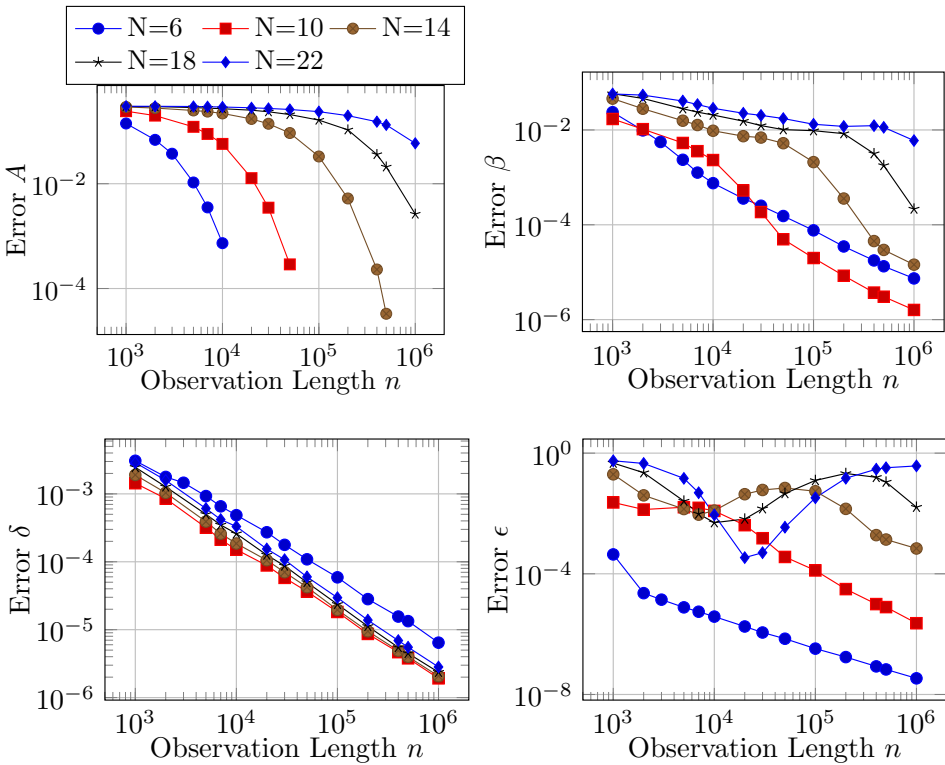 N=6 N=10 N=14
N=18 N=22
Error A
10^−2
10^−4
10^3 10^4 10^5 10^6
Observation Length n
Error β
10^−2
10^−4
10^−6
10^3 10^4 10^5 10^6
Observation Length n
Error δ
10^−3
10^−4
10^−5
10^−6
10^3 10^4 10^5 10^6
Observation Length n
Error ϵ
10^0
10^−4
10^−8
10^3 10^4 10^5 10^6
Observation Length n